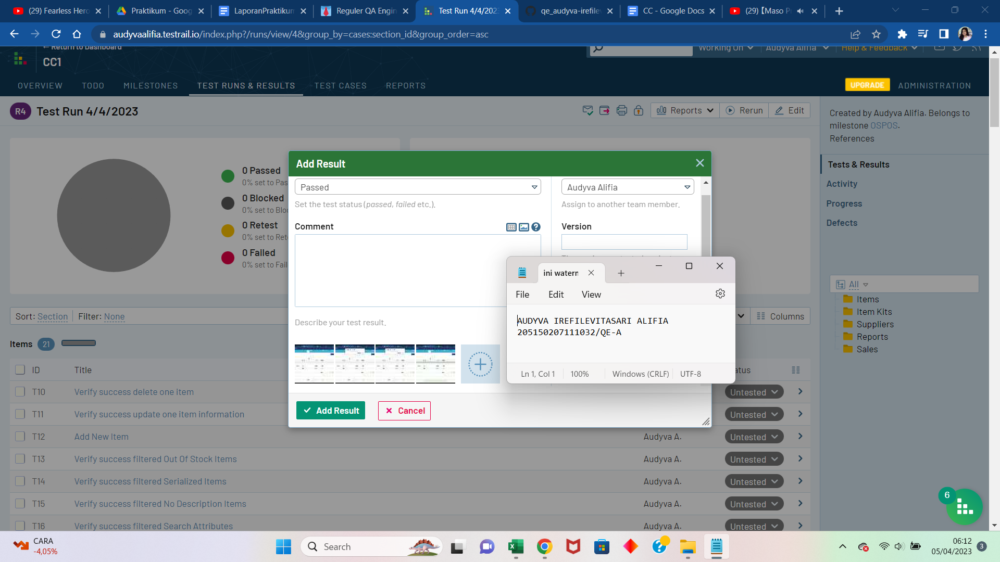 (29) Fearless Hero
Praktikum - Goog
LaporanPraktikum
Reguler QA Engin
Test Run 4/4/202
qe_audyva-irefilev
CC - Google Docs
(29)【Maso P
audyvaalifia.testrail.io/index.php?/runs/view/4&group_by=cases:section_id&group_order=asc
← Return to Dashboard
CC1
Working On
Audyva Alifia
Help & Feedback
OVERVIEW
TODO
MILESTONES
TEST RUNS & RESULTS
TEST CASES
REPORTS
UPGRADE
ADMINISTRATION
R4
Test Run 4/4/2023
Reports
Rerun
Edit
Created by Audyva Alifia. Belongs to
milestone OSPOS.
References
Tests & Results
Activity
Progress
Defects
0 Passed
0% set to Pas
0 Blocked
0% set to Blo
0 Retest
0% set to Ret
0 Failed
0% set to Fail
Add Result
Passed
Set the test status (passed, failed etc.).
Audyva Alifia
Assign to another team member.
Comment
Version
Describe your test result.
Add Result
Cancel
ini watern
File
Edit
View
AUDYVA IREFILEVITASARI ALIFIA
205150207111032/QE-A
Ln 1, Col 1
100%
Windows (CRLF)
UTF-8
All
Items
Item Kits
Suppliers
Reports
Sales
Sort: Section
Filter: None
Columns
Items
21
ID
Title
atus
T10
Verify success delete one item
Untested
T11
Verify success update one item information
Untested
T12
Add New Item
Audyva A.
Untested
T13
Verify success filtered Out Of Stock Items
Audyva A.
Untested
T14
Verify success filtered Serialized Items
Audyva A.
Untested
T15
Verify success filtered No Description Items
Audyva A.
Untested
T16
Verify success filtered Search Attributes
Audyva A.
Untested
6
CARA
-4,05%
Search
06:12
05/04/2023
3